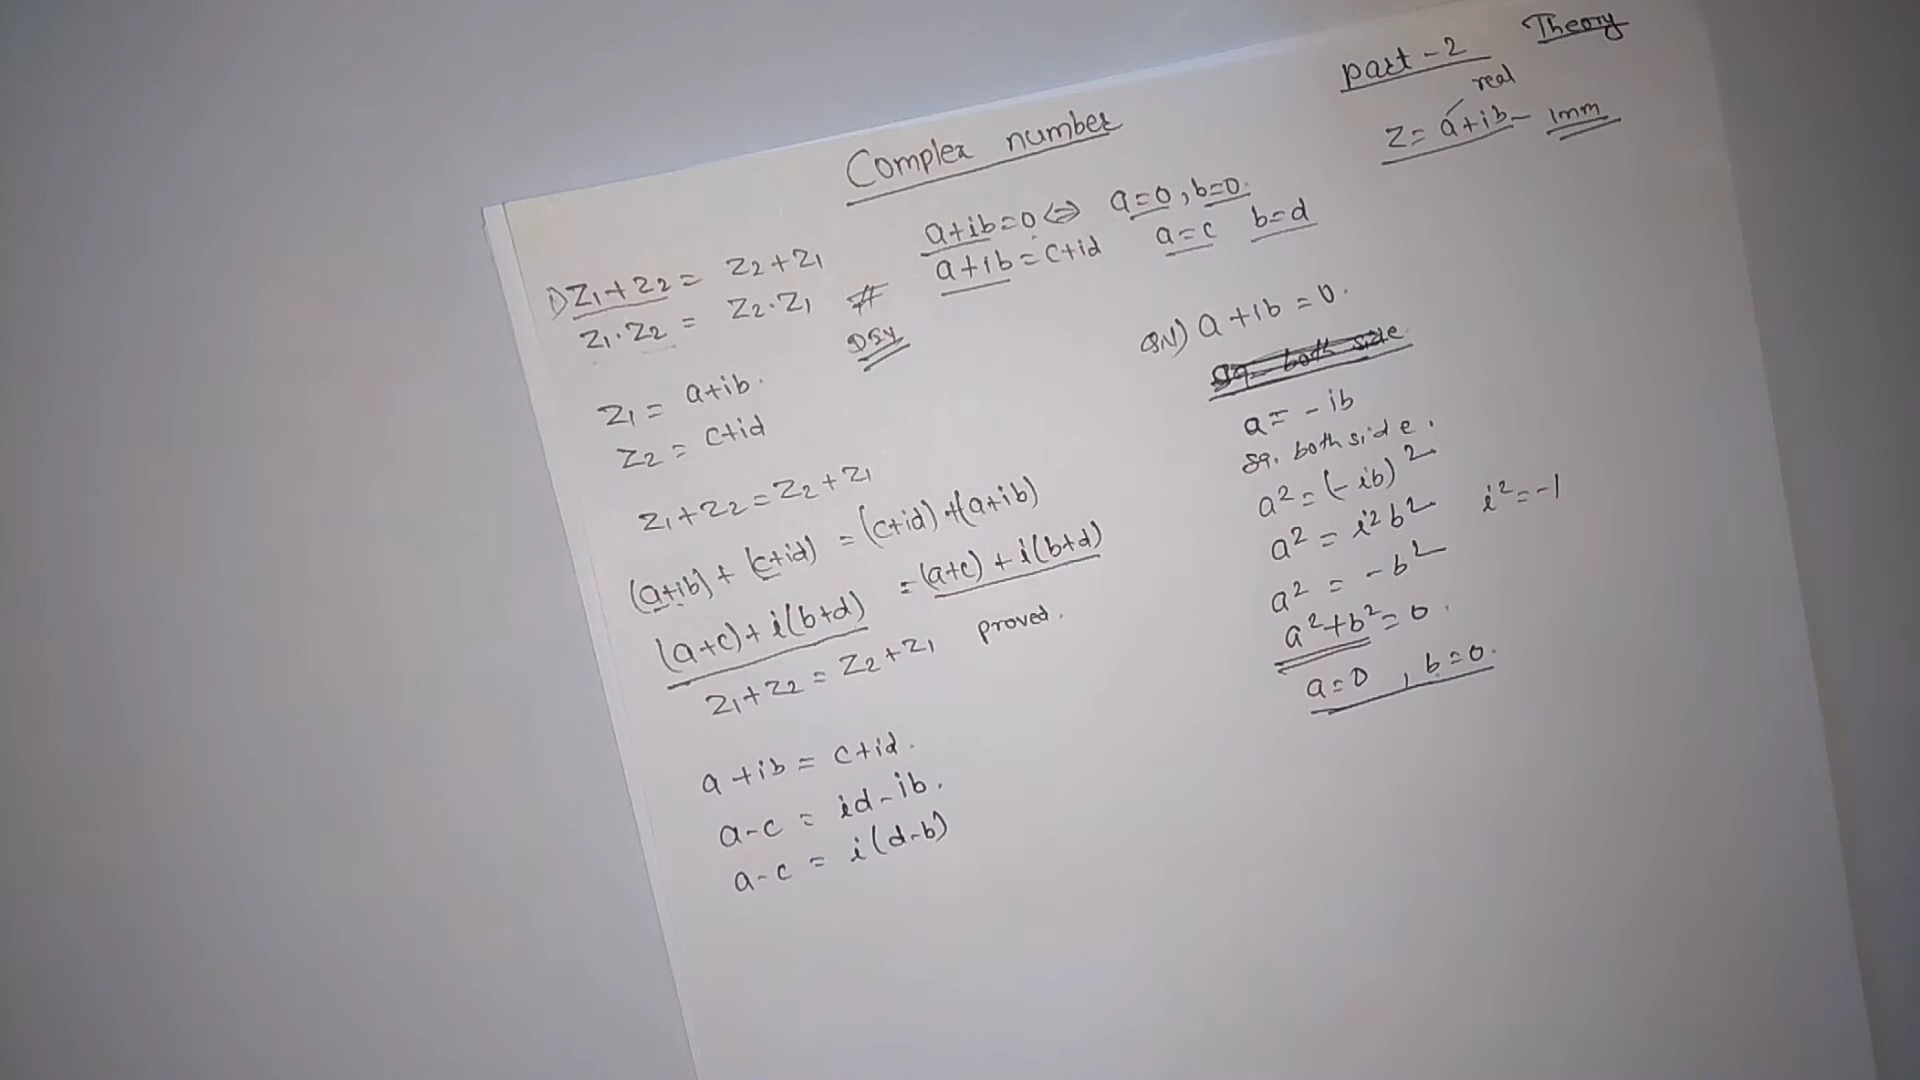 Theory
part-2
real
Z = a+ib - Imm
Complex number
a+ib=0 ⇔ a=0, b=0.
a+ib = c+id a=c b=d
1) Z1+Z2 = Z2+Z1
Z1.Z2 = Z2.Z1 #
Z1 = a+ib.
Z2 = c+id
Z1+Z2 = Z2+Z1
(a+ib) + (c+id) = (c+id)+(a+ib)
(a+c)+i(b+d) = (a+c)+i(b+d)
Z1+Z2 = Z2+Z1 proved.
a+ib = c+id.
a-c = id-ib.
a-c = i(d-b)
a+ib = 0.
sq. both side.
a = -ib
sq. both side.
a² = (-ib)²
a² = i²b² i²=-1
a² = -b²
a²+b²=0.
a=0, b=0.